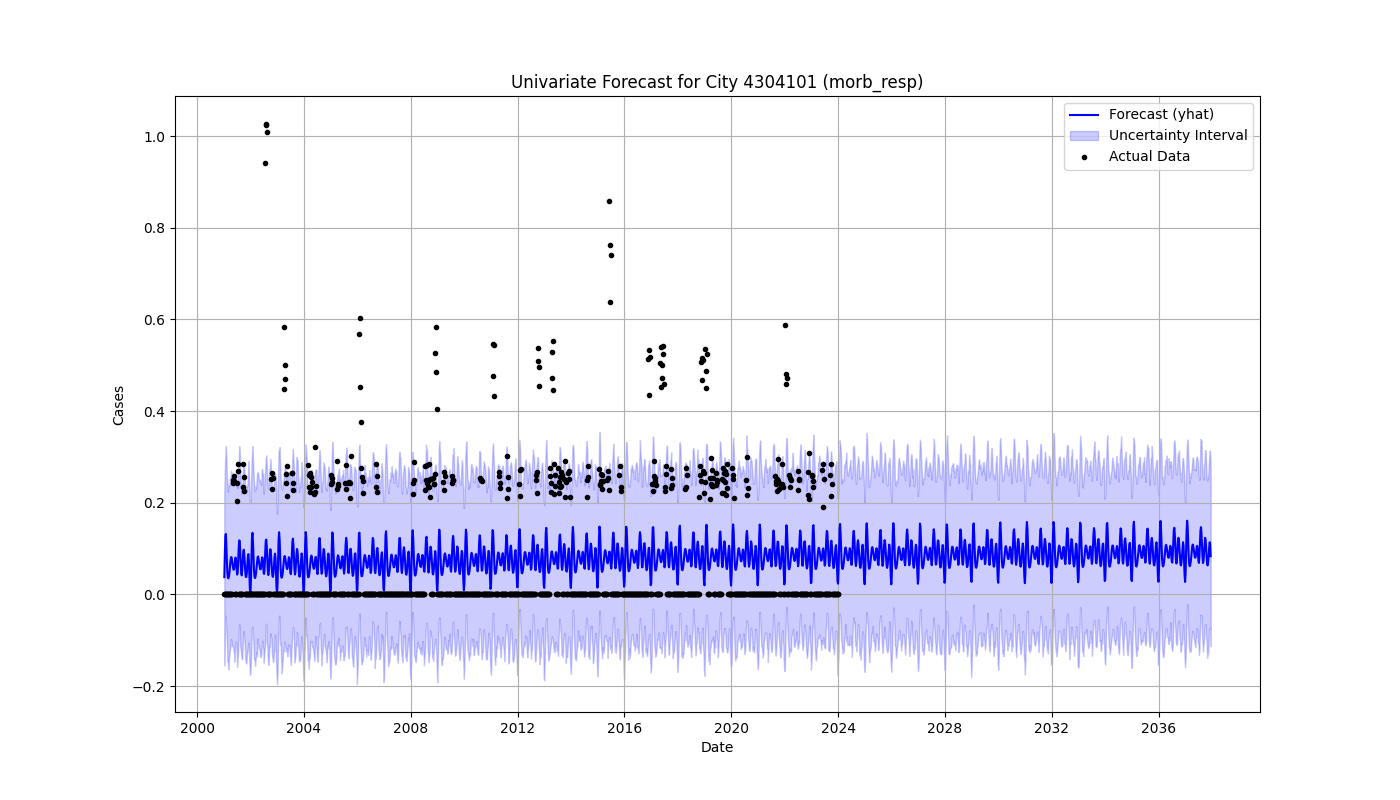 Univariate Forecast for City 4304101 (morb_resp)
Forecast (yhat)
Uncertainty Interval
Actual Data
Cases
1.0
0.8
0.6
0.4
0.2
0.0
−0.2
2000 2004 2008 2012 2016 2020 2024 2028 2032 2036
Date